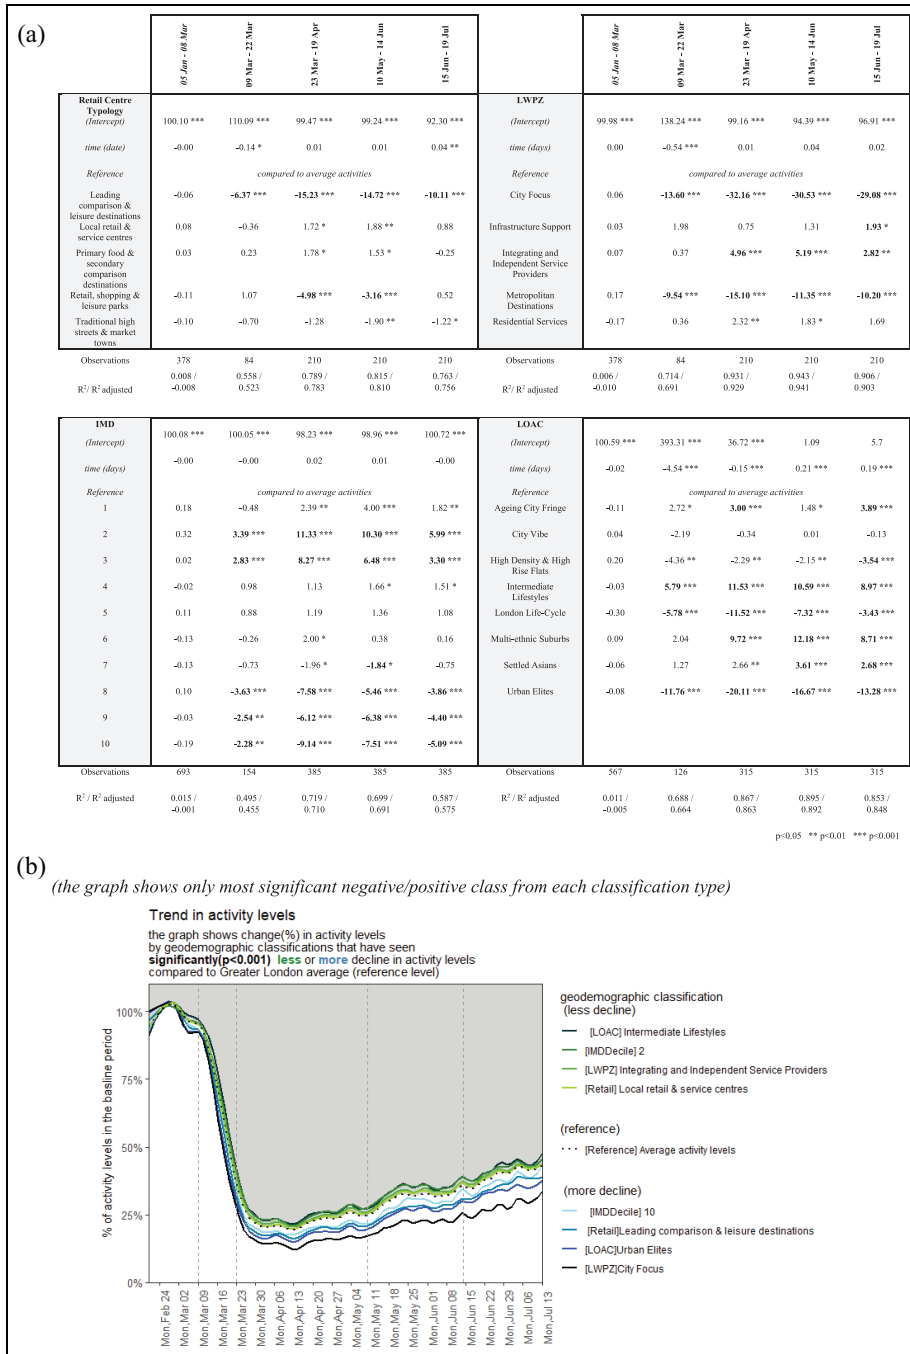 (a)
05 Jan - 08 Mar 09 Mar - 22 Mar 23 Mar - 19 Apr 10 May - 14 Jun 15 Jun - 19 Jul
Retail Centre
Typology
(Intercept) 100.10 *** 110.09 *** 99.47 *** 99.24 *** 92.30 ***
time (date) -0.00 -0.14 * 0.01 0.01 0.04 **
Reference compared to average activities
Leading -0.06 -6.37 *** -15.23 *** -14.72 *** -10.11 ***
comparison &
leisure destinations
Local retail & 0.08 -0.36 1.72 * 1.88 ** 0.88
service centres
Primary food & 0.03 0.23 1.78 * 1.53 * -0.25
secondary
comparison
destinations
Retail, shopping & -0.11 1.07 -4.98 *** -3.16 *** 0.52
leisure parks
Traditional high -0.10 -0.70 -1.28 -1.90 ** -1.22 *
streets & market
towns
Observations 378 84 210 210 210
0.008 / 0.558 / 0.789 / 0.815 / 0.763 /
R2/ R2 adjusted -0.008 0.523 0.783 0.810 0.756
05 Jan - 08 Mar 09 Mar - 22 Mar 23 Mar - 19 Apr 10 May - 14 Jun 15 Jun - 19 Jul
LWPZ
(Intercept) 99.98 *** 138.24 *** 99.16 *** 94.39 *** 96.91 ***
time (days) 0.00 -0.54 *** 0.01 0.04 0.02
Reference compared to average activities
City Focus 0.06 -13.60 *** -32.16 *** -30.53 *** -29.08 ***
Infrastructure Support 0.03 1.98 0.75 1.31 1.93 *
Integrating and 0.07 0.37 4.96 *** 5.19 *** 2.82 **
Independent Service
Providers
Metropolitan 0.17 -9.54 *** -15.10 *** -11.35 *** -10.20 ***
Destinations
Residential Services -0.17 0.36 2.32 ** 1.83 * 1.69
Observations 378 84 210 210 210
0.006 / 0.714 / 0.931 / 0.943 / 0.906 /
R2/ R2 adjusted -0.010 0.691 0.929 0.941 0.903
IMD
(Intercept) 100.08 *** 100.05 *** 98.23 *** 98.96 *** 100.72 ***
time (days) -0.00 -0.00 0.02 0.01 -0.00
Reference compared to average activities
1 0.18 -0.48 2.39 ** 4.00 *** 1.82 **
2 0.32 3.39 *** 11.33 *** 10.30 *** 5.99 ***
3 0.02 2.83 *** 8.27 *** 6.48 *** 3.30 ***
4 -0.02 0.98 1.13 1.66 * 1.51 *
5 0.11 0.88 1.19 1.36 1.08
6 -0.13 -0.26 2.00 * 0.38 0.16
7 -0.13 -0.73 -1.96 * -1.84 * -0.75
8 0.10 -3.63 *** -7.58 *** -5.46 *** -3.86 ***
9 -0.03 -2.54 ** -6.12 *** -6.38 *** -4.40 ***
10 -0.19 -2.28 ** -9.14 *** -7.51 *** -5.09 ***
Observations 693 154 385 385 385
R2 / R2 adjusted 0.015 / 0.495 / 0.719 / 0.699 / 0.587 /
-0.001 0.455 0.710 0.691 0.575
LOAC
(Intercept) 100.59 *** 393.31 *** 36.72 *** 1.09 5.7
time (days) -0.02 -4.54 *** -0.15 *** 0.21 *** 0.19 ***
Reference compared to average activities
Ageing City Fringe -0.11 2.72 * 3.00 *** 1.48 * 3.89 ***
City Vibe 0.04 -2.19 -0.34 0.01 -0.13
High Density & High 0.20 -4.36 ** -2.29 ** -2.15 ** -3.54 ***
Rise Flats
Intermediate -0.03 5.79 *** 11.53 *** 10.59 *** 8.97 ***
Lifestyles
London Life-Cycle -0.30 -5.78 *** -11.52 *** -7.32 *** -3.43 ***
Multi-ethnic Suburbs 0.09 2.04 9.72 *** 12.18 *** 8.71 ***
Settled Asians -0.06 1.27 2.66 ** 3.61 *** 2.68 ***
Urban Elites -0.08 -11.76 *** -20.11 *** -16.67 *** -13.28 ***
Observations 567 126 315 315 315
R2 / R2 adjusted 0.011 / 0.688 / 0.867 / 0.895 / 0.853 /
-0.005 0.664 0.863 0.892 0.848
p<0.05 ** p<0.01 *** p<0.001
(b)
(the graph shows only most significant negative/positive class from each classification type)
Trend in activity levels
the graph shows change(%) in activity levels
by geodemographic classifications that have seen
significantly(p<0.001) less or more decline in activity levels
compared to Greater London average (reference level)
% of activity levels in the basline period
100%
75%
50%
25%
0%
Mon,Feb 24
Mon,Mar 02
Mon,Mar 09
Mon,Mar 16
Mon,Mar 23
Mon,Mar 30
Mon,Apr 06
Mon,Apr 13
Mon,Apr 20
Mon,Apr 27
Mon,May 04
Mon,May 11
Mon,May 18
Mon,May 25
Mon,Jun 01
Mon,Jun 08
Mon,Jun 15
Mon,Jun 22
Mon,Jun 29
Mon,Jul 06
Mon,Jul 13
geodemographic classification
(less decline)
[LOAC] Intermediate Lifestyles
[IMDDecile] 2
[LWPZ] Integrating and Independent Service Providers
[Retail] Local retail & service centres
(reference)
[Reference] Average activity levels
(more decline)
[IMDDecile] 10
[Retail]Leading comparison & leisure destinations
[LOAC]Urban Elites
[LWPZ]City Focus